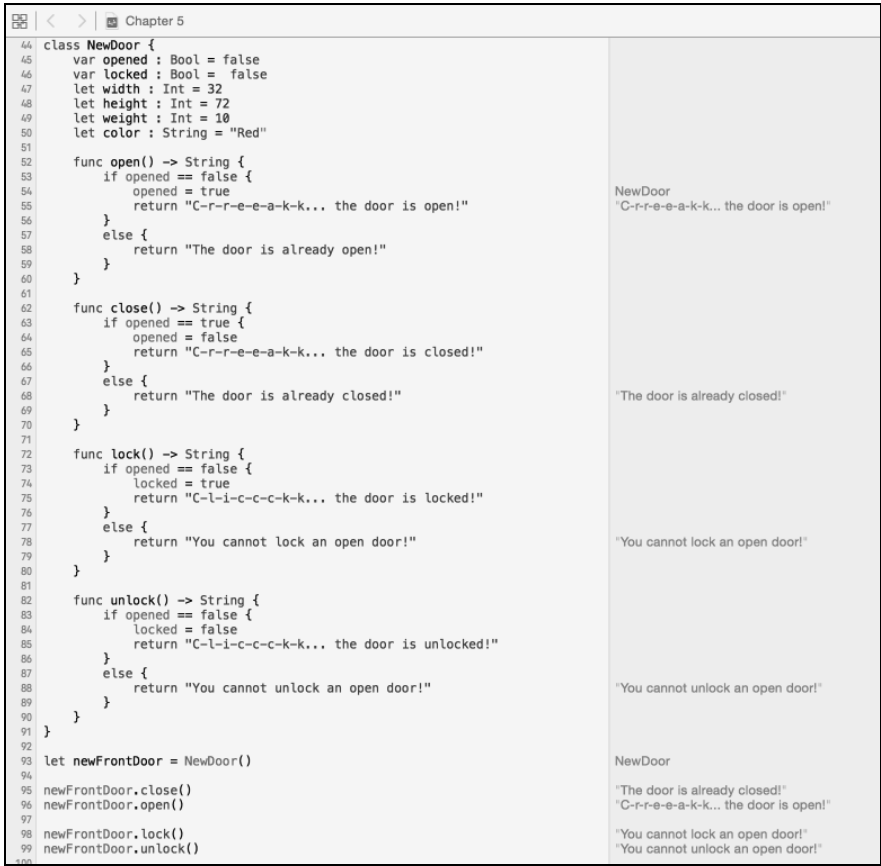 Chapter 5
44 class NewDoor {
45     var opened : Bool = false
46     var locked : Bool =  false
47     let width : Int = 32
48     let height : Int = 72
49     let weight : Int = 10
50     let color : String = "Red"
51
52     func open() -> String {
53         if opened == false {
54             opened = true NewDoor
55             return "C-r-r-e-e-a-k-k... the door is open!" "C-r-r-e-e-a-k-k... the door is open!"
56         }
57         else {
58             return "The door is already open!"
59         }
60     }
61
62     func close() -> String {
63         if opened == true {
64             opened = false
65             return "C-r-r-e-e-a-k-k... the door is closed!"
66         }
67         else {
68             return "The door is already closed!" "The door is already closed!"
69         }
70     }
71
72     func lock() -> String {
73         if opened == false {
74             locked = true
75             return "C-l-i-c-c-c-k-k... the door is locked!"
76         }
77         else {
78             return "You cannot lock an open door!" "You cannot lock an open door!"
79         }
80     }
81
82     func unlock() -> String {
83         if opened == false {
84             locked = false
85             return "C-l-i-c-c-c-k-k... the door is unlocked!"
86         }
87         else {
88             return "You cannot unlock an open door!" "You cannot unlock an open door!"
89         }
90     }
91 }
92
93 let newFrontDoor = NewDoor() NewDoor
94
95 newFrontDoor.close() "The door is already closed!"
96 newFrontDoor.open() "C-r-r-e-e-a-k-k... the door is open!"
97
98 newFrontDoor.lock() "You cannot lock an open door!"
99 newFrontDoor.unlock() "You cannot unlock an open door!"
100